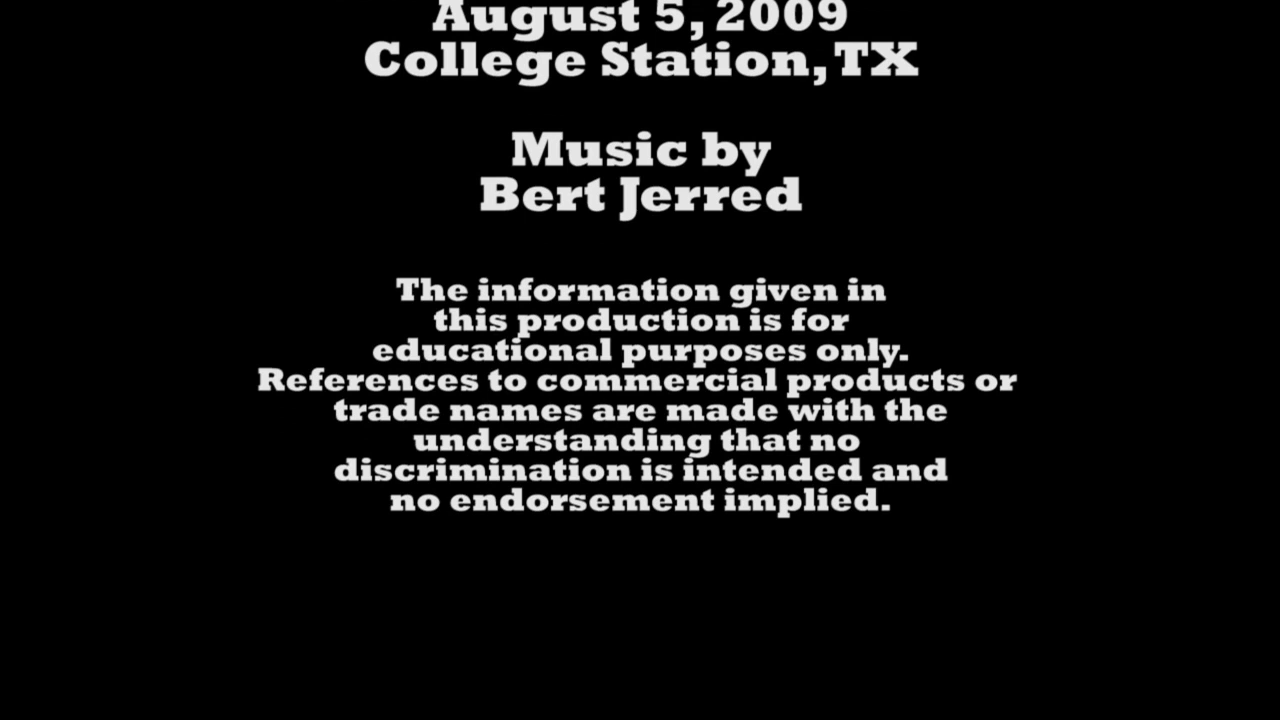 August 5, 2009
College Station, TX
Music by
Bert Jerred
The information given in
this production is for
educational purposes only.
References to commercial products or
trade names are made with the
understanding that no
discrimination is intended and
no endorsement implied.